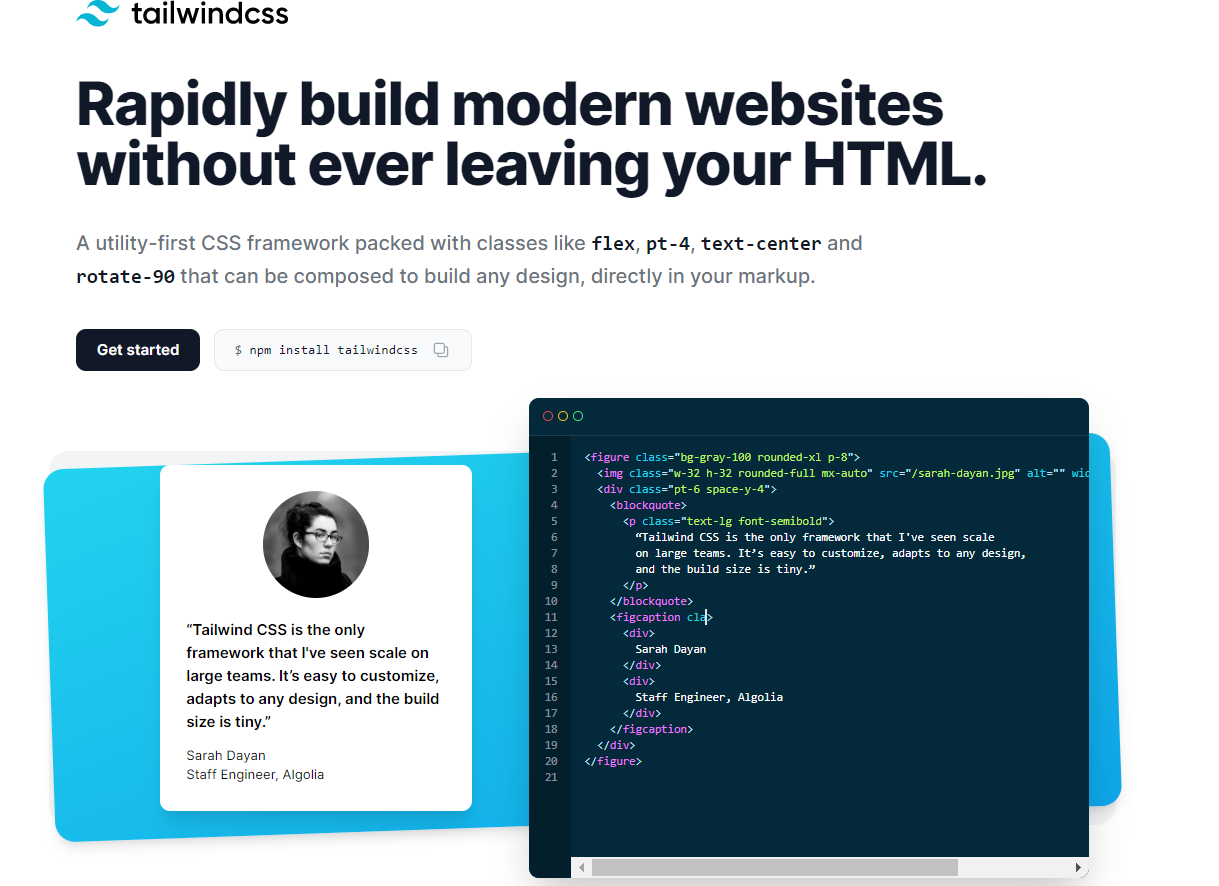 tailwindcss
Rapidly build modern websites
without ever leaving your HTML.
A utility-first CSS framework packed with classes like flex, pt-4, text-center and
rotate-90 that can be composed to build any design, directly in your markup.
Get started
$ npm install tailwindcss
“Tailwind CSS is the only
framework that I've seen scale on
large teams. It’s easy to customize,
adapts to any design, and the build
size is tiny.”
Sarah Dayan
Staff Engineer, Algolia
1 <figure class="bg-gray-100 rounded-xl p-8">
2 <img class="w-32 h-32 rounded-full mx-auto" src="/sarah-dayan.jpg" alt="" wid
3 <div class="pt-6 space-y-4">
4 <blockquote>
5 <p class="text-lg font-semibold">
6 “Tailwind CSS is the only framework that I've seen scale
7 on large teams. It’s easy to customize, adapts to any design,
8 and the build size is tiny.”
9 </p>
10 </blockquote>
11 <figcaption cla>
12 <div>
13 Sarah Dayan
14 </div>
15 <div>
16 Staff Engineer, Algolia
17 </div>
18 </figcaption>
19 </div>
20 </figure>
21